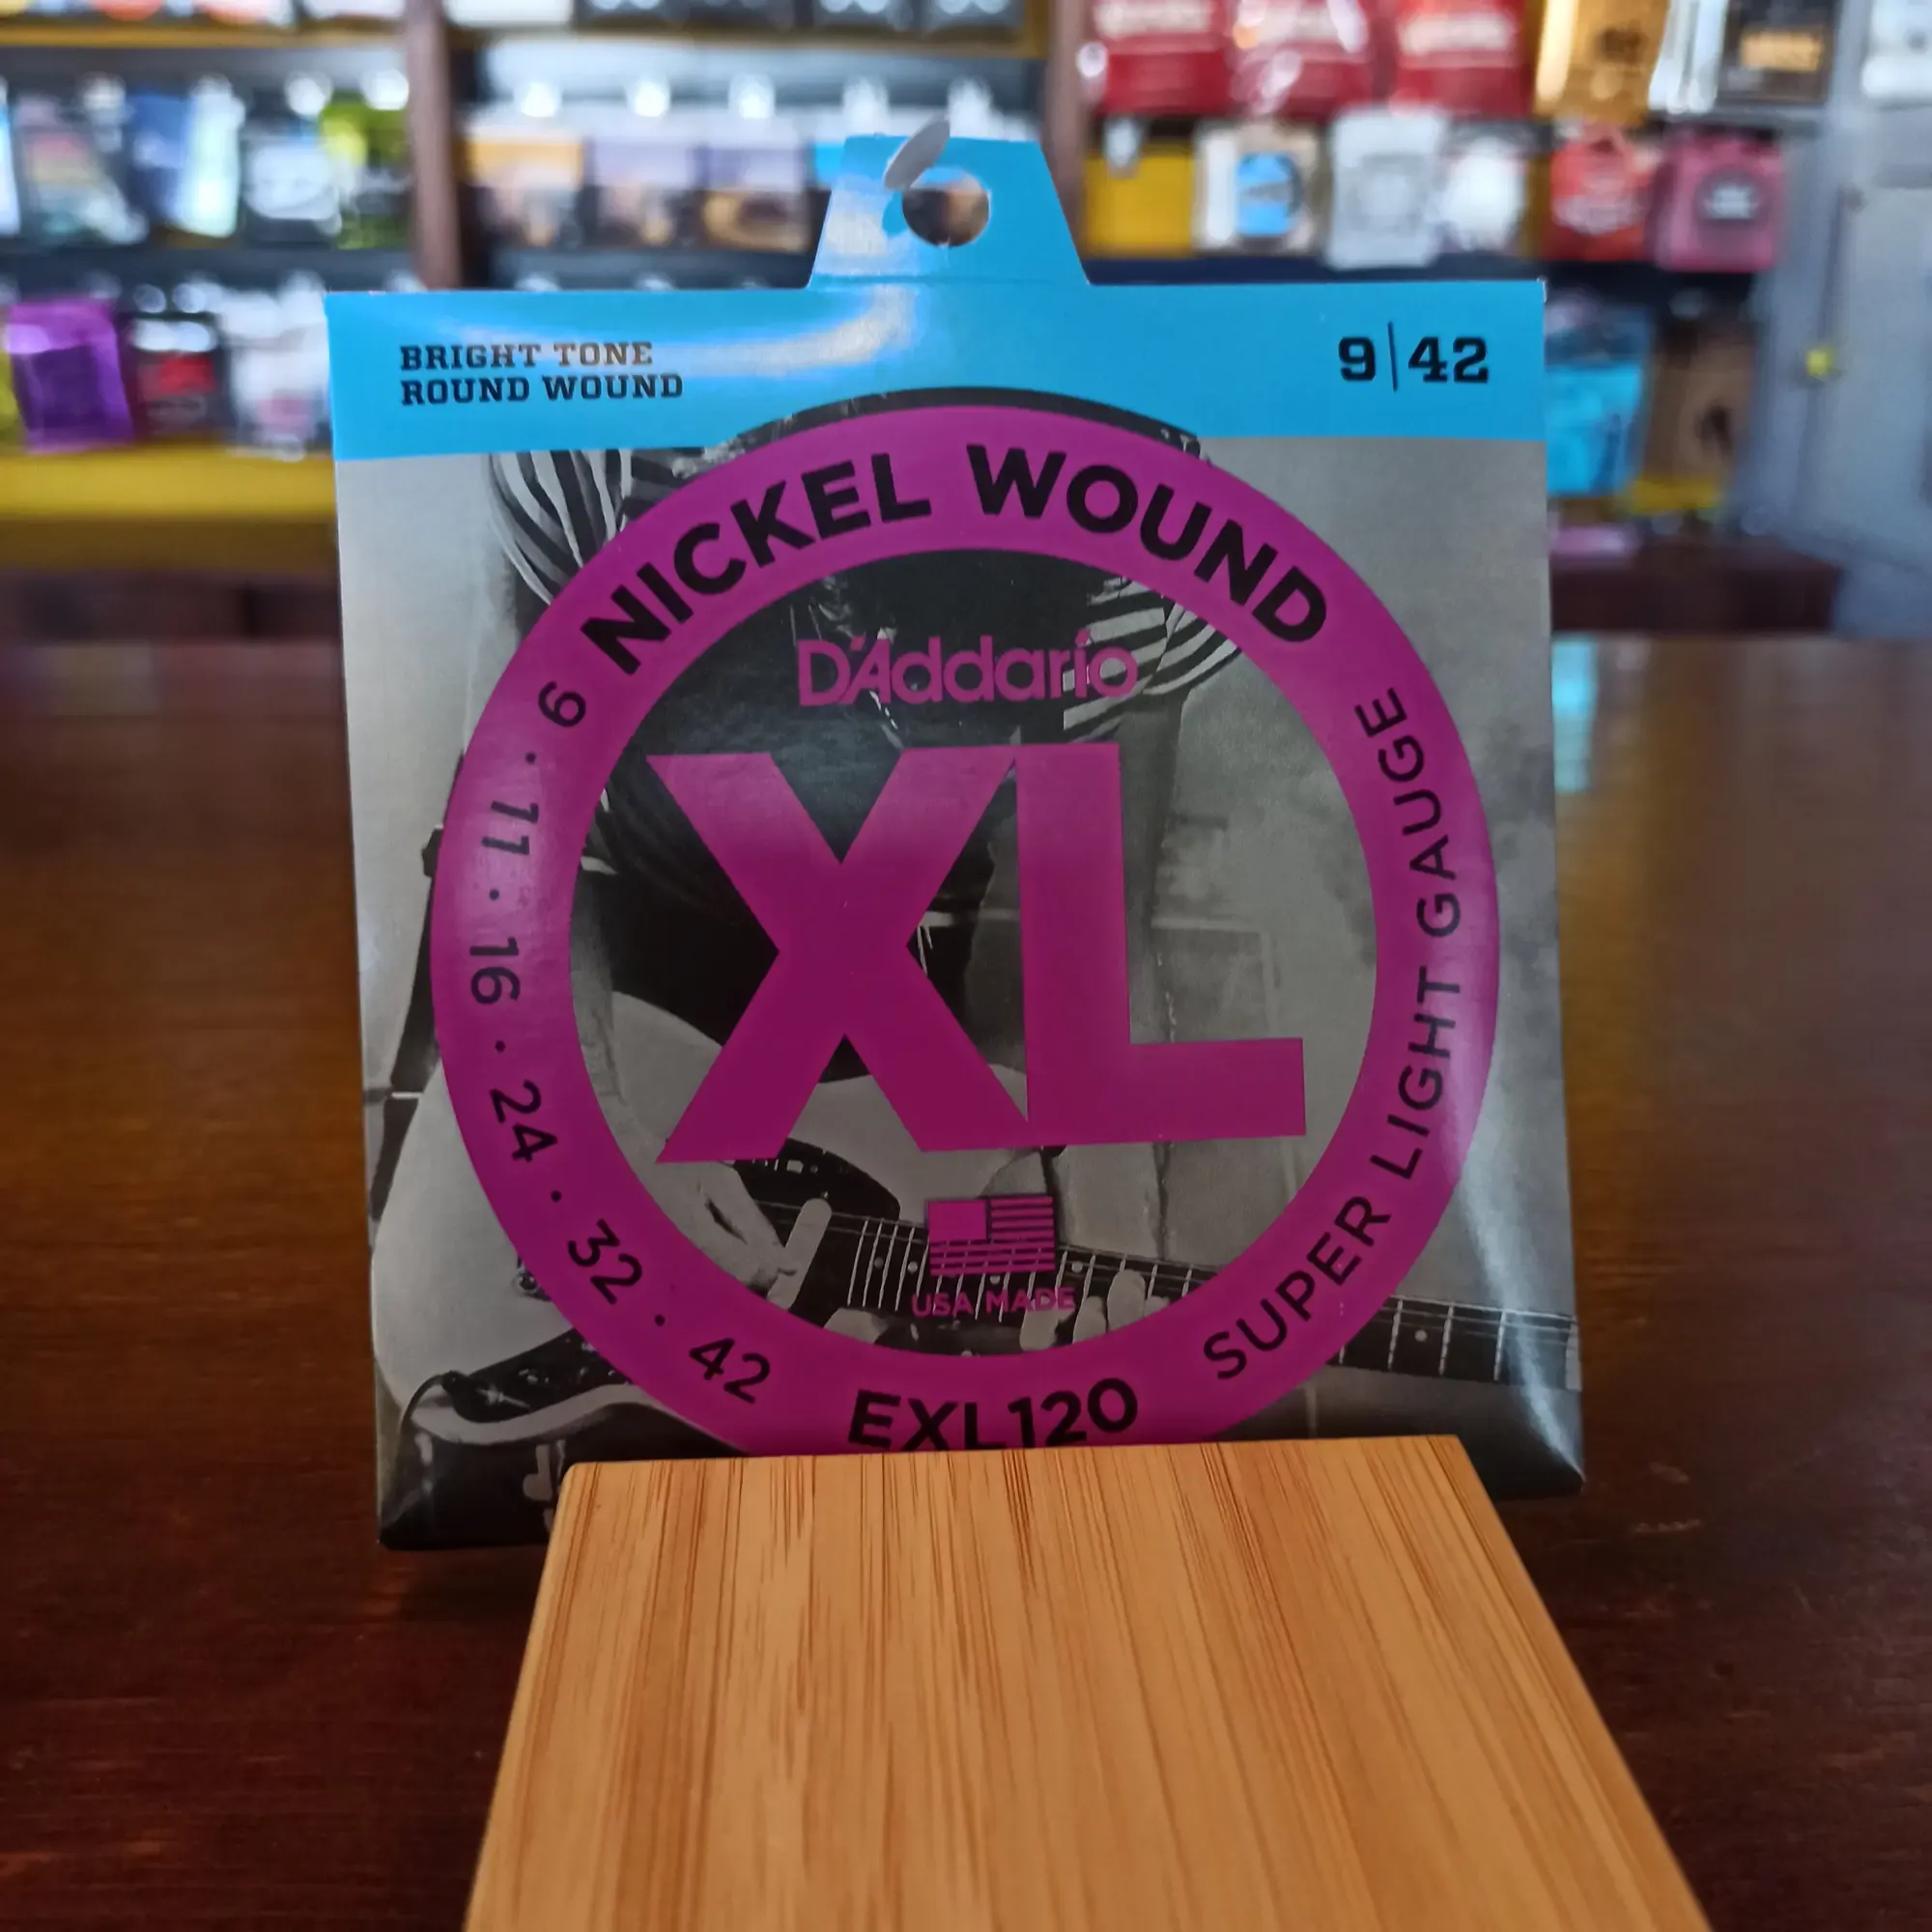 BRIGHT TONE
ROUND WOUND
9|42
NICKEL WOUND
D'Addario
XL
USA MADE
9 · 11 · 16 · 24 · 32 · 42
EXL120
SUPER LIGHT GAUGE